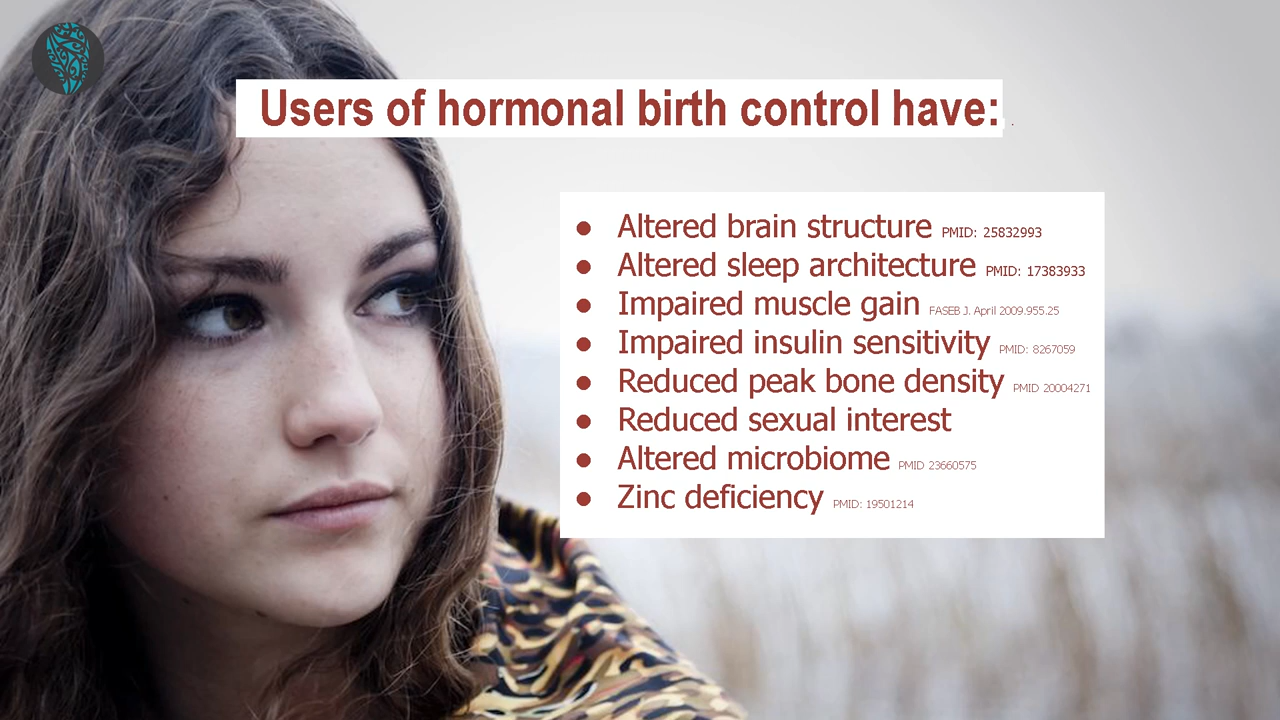 Users of hormonal birth control have:
● Altered brain structure PMID: 25832993
● Altered sleep architecture PMID: 17383933
● Impaired muscle gain FASEB J. April 2009.955.25
● Impaired insulin sensitivity PMID: 8267059
● Reduced peak bone density PMID 20004271
● Reduced sexual interest
● Altered microbiome PMID 23660575
● Zinc deficiency PMID: 19501214